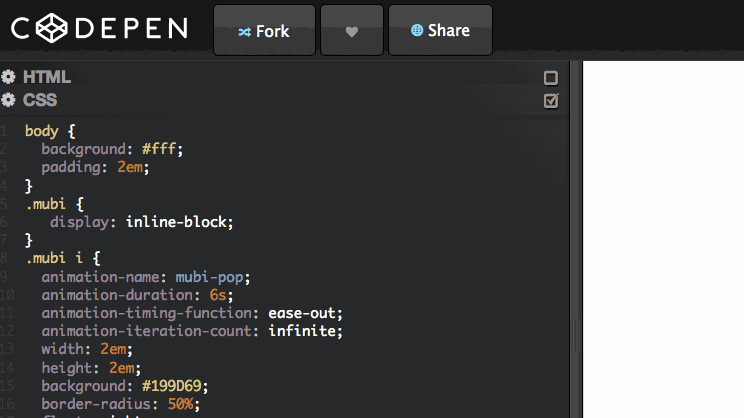 CODEPEN Fork Share
HTML
CSS
1 body {
2 background: #fff;
3 padding: 2em;
4 }
5 .mubi {
6 display: inline-block;
7 }
8 .mubi i {
9 animation-name: mubi-pop;
10 animation-duration: 6s;
11 animation-timing-function: ease-out;
12 animation-iteration-count: infinite;
13 width: 2em;
14 height: 2em;
15 background: #199D69;
16 border-radius: 50%;